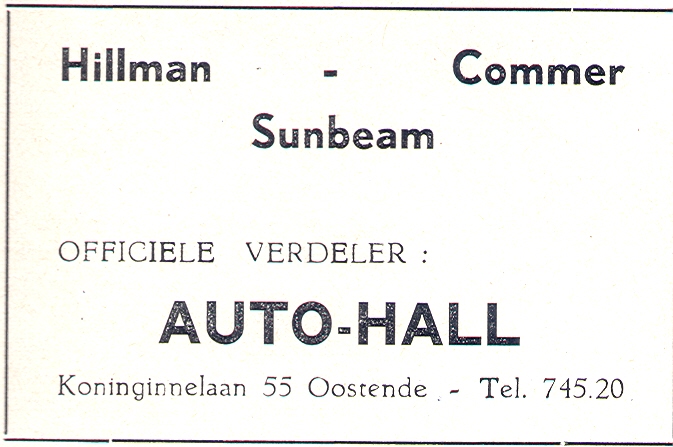 Hillman - Commer
Sunbeam
OFFICIELE VERDELER :
AUTO-HALL
Koninginnelaan 55 Oostende - Tel. 745.20